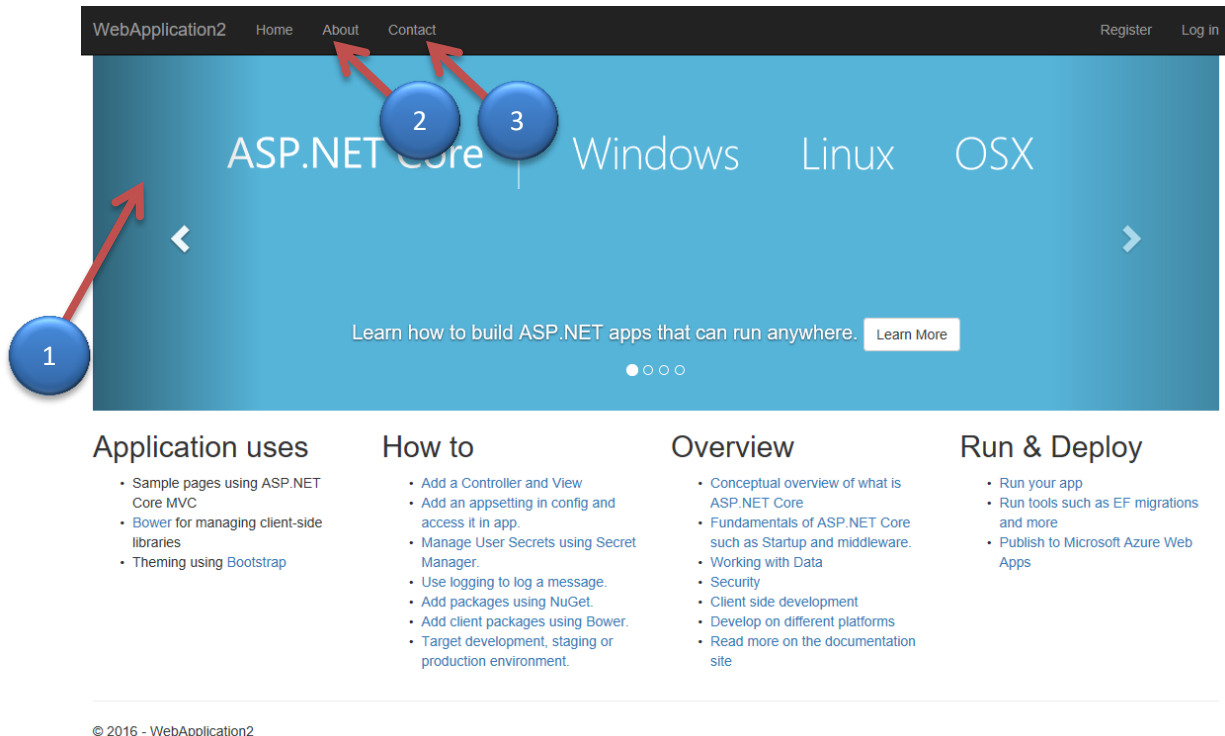 WebApplication2 Home About Contact Register Log in
2 3
ASP.NET Core Windows Linux OSX
1
Learn how to build ASP.NET apps that can run anywhere. Learn More
Application uses
• Sample pages using ASP.NET
Core MVC
• Bower for managing client-side
libraries
• Theming using Bootstrap
How to
• Add a Controller and View
• Add an appsetting in config and
access it in app.
• Manage User Secrets using Secret
Manager.
• Use logging to log a message.
• Add packages using NuGet.
• Add client packages using Bower.
• Target development, staging or
production environment.
Overview
• Conceptual overview of what is
ASP.NET Core
• Fundamentals of ASP.NET Core
such as Startup and middleware.
• Working with Data
• Security
• Client side development
• Develop on different platforms
• Read more on the documentation
site
Run & Deploy
• Run your app
• Run tools such as EF migrations
and more
• Publish to Microsoft Azure Web
Apps
© 2016 - WebApplication2